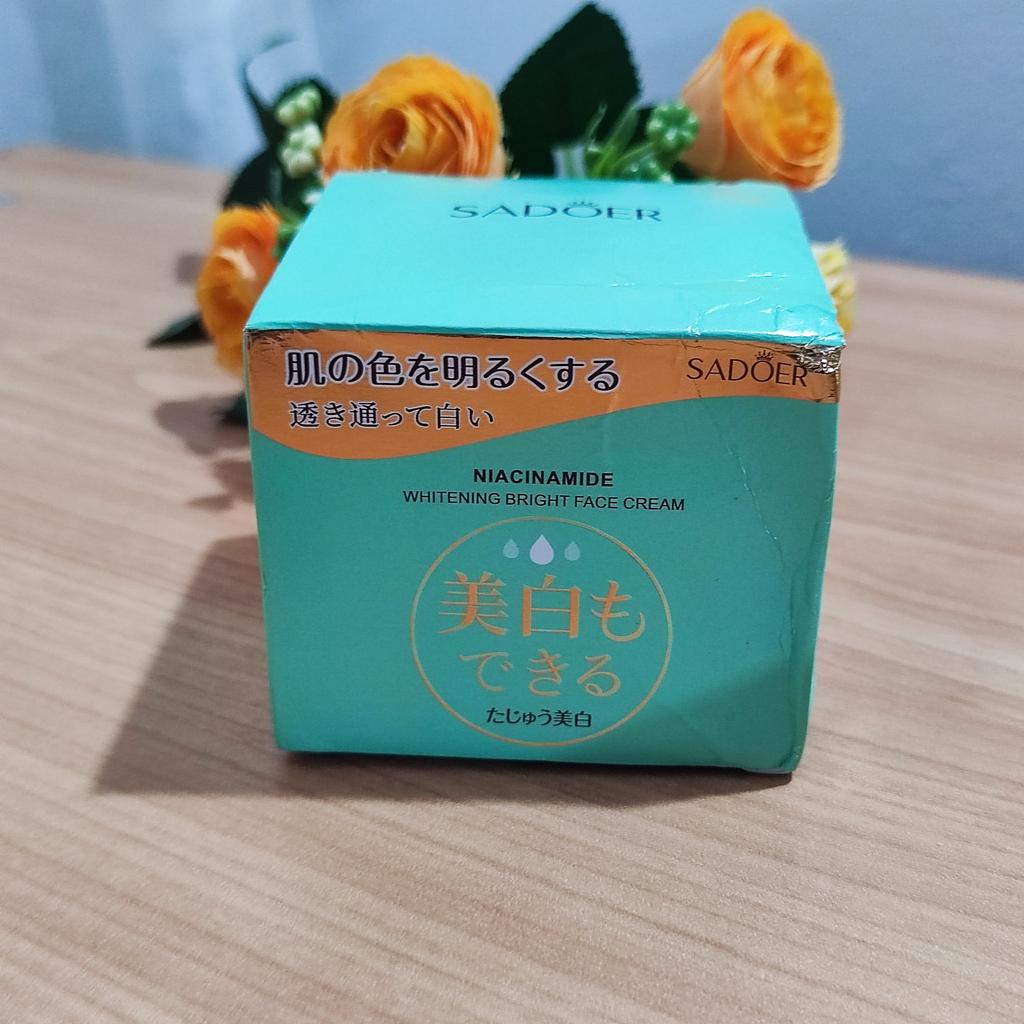 SADOER
肌の色を明るくする
SADOER
透き通って白い
NIACINAMIDE
WHITENING BRIGHT FACE CREAM
美白も
できる
たじゅう美白